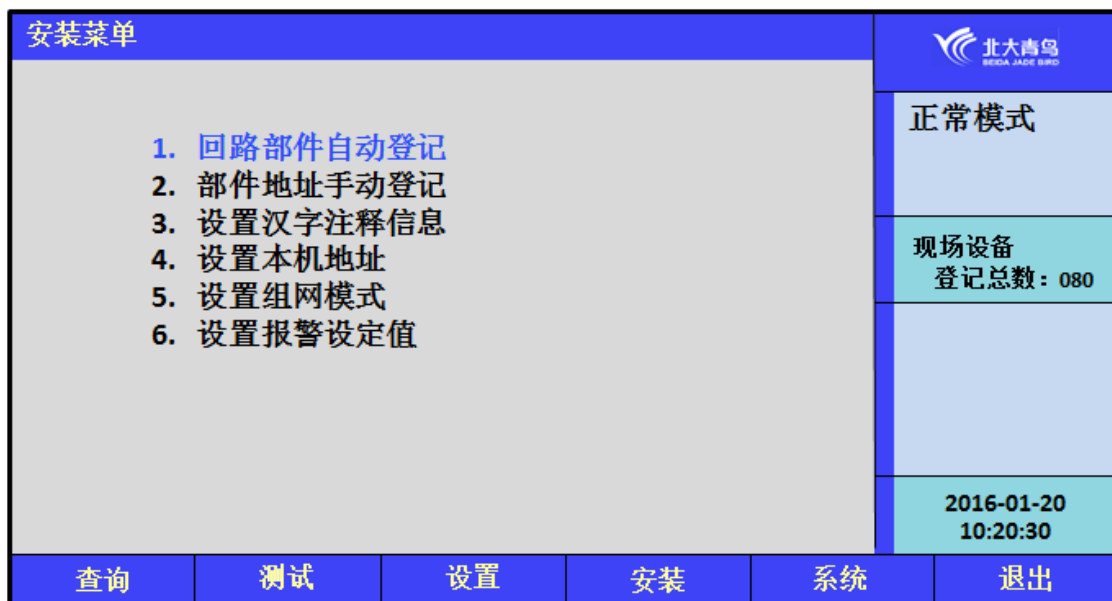 安装菜单
北大青鸟
BEIDA JADE BIRD
正常模式
1. 回路部件自动登记
2. 部件地址手动登记
3. 设置汉字注释信息
4. 设置本机地址
5. 设置组网模式
6. 设置报警设定值
现场设备
登记总数：080
2016-01-20
10:20:30
查询 测试 设置 安装 系统 退出